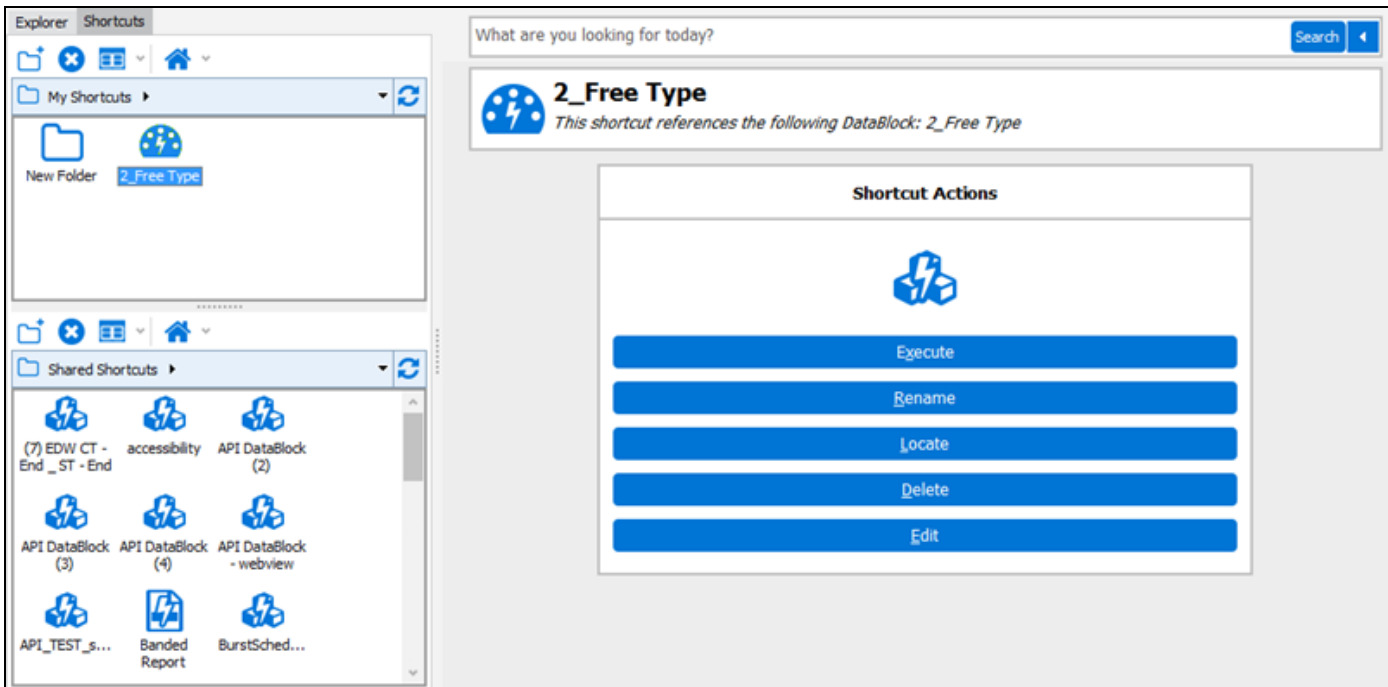 Explorer Shortcuts
My Shortcuts
New Folder 2_Free Type
Shared Shortcuts
(7) EDW CT - End _ ST - End
accessibility
API DataBlock (2)
API DataBlock (3)
API DataBlock (4)
API DataBlock - webview
API_TEST_s...
Banded Report
BurstSched...
What are you looking for today? Search
2_Free Type
This shortcut references the following DataBlock: 2_Free Type
Shortcut Actions
Execute
Rename
Locate
Delete
Edit